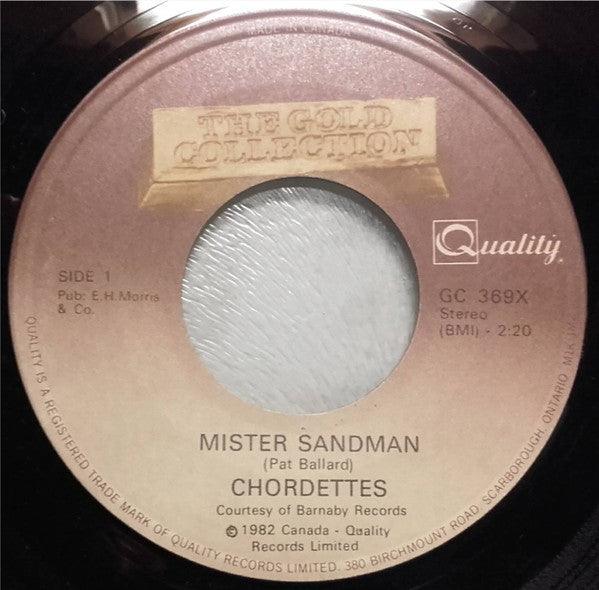 MADE IN CANADA
THE GOLD
COLLECTION
Quality
SIDE 1
Pub: E.H. Morris
& Co.
GC 369X
Stereo
(BMI) - 2:20
MISTER SANDMAN
(Pat Ballard)
CHORDETTES
Courtesy of Barnaby Records
© 1982 Canada - Quality
Records Limited
QUALITY IS A REGISTERED TRADE MARK OF QUALITY RECORDS LIMITED. 380 BIRCHMOUNT ROAD, SCARBOROUGH, ONTARIO